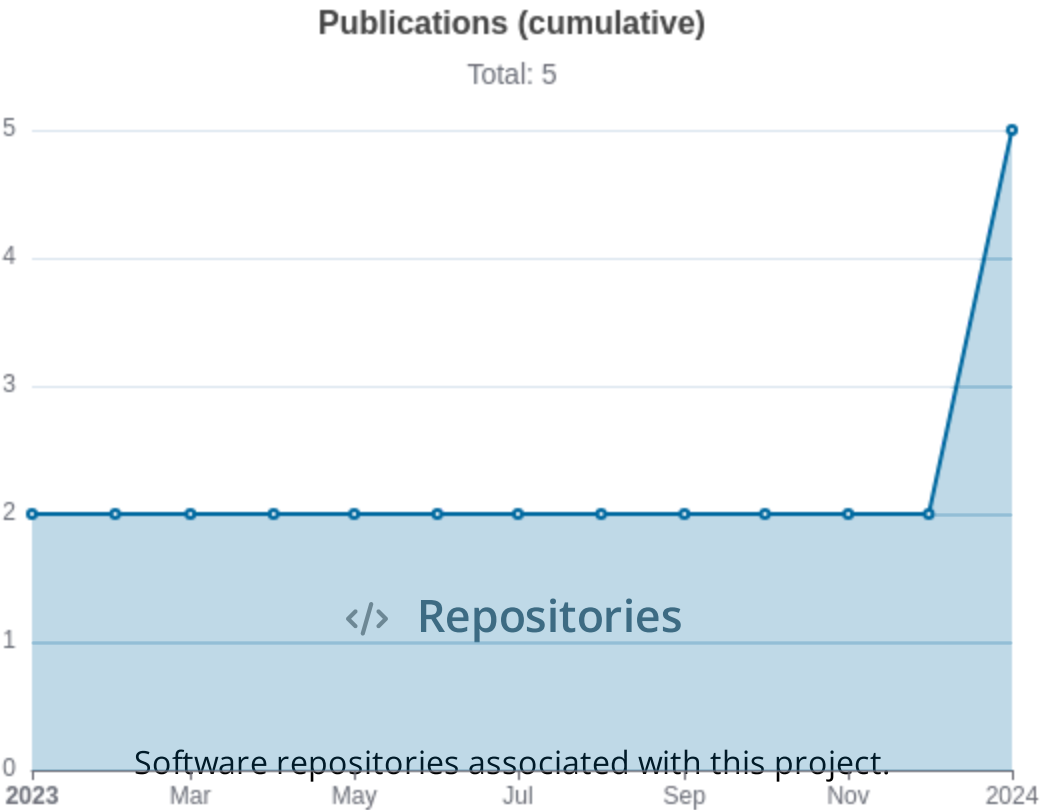 Publications (cumulative)
Total: 5
5
4
3
2
</> Repositories
1
Software repositories associated with this project.
0
2023 Mar May Jul Sep Nov 2024